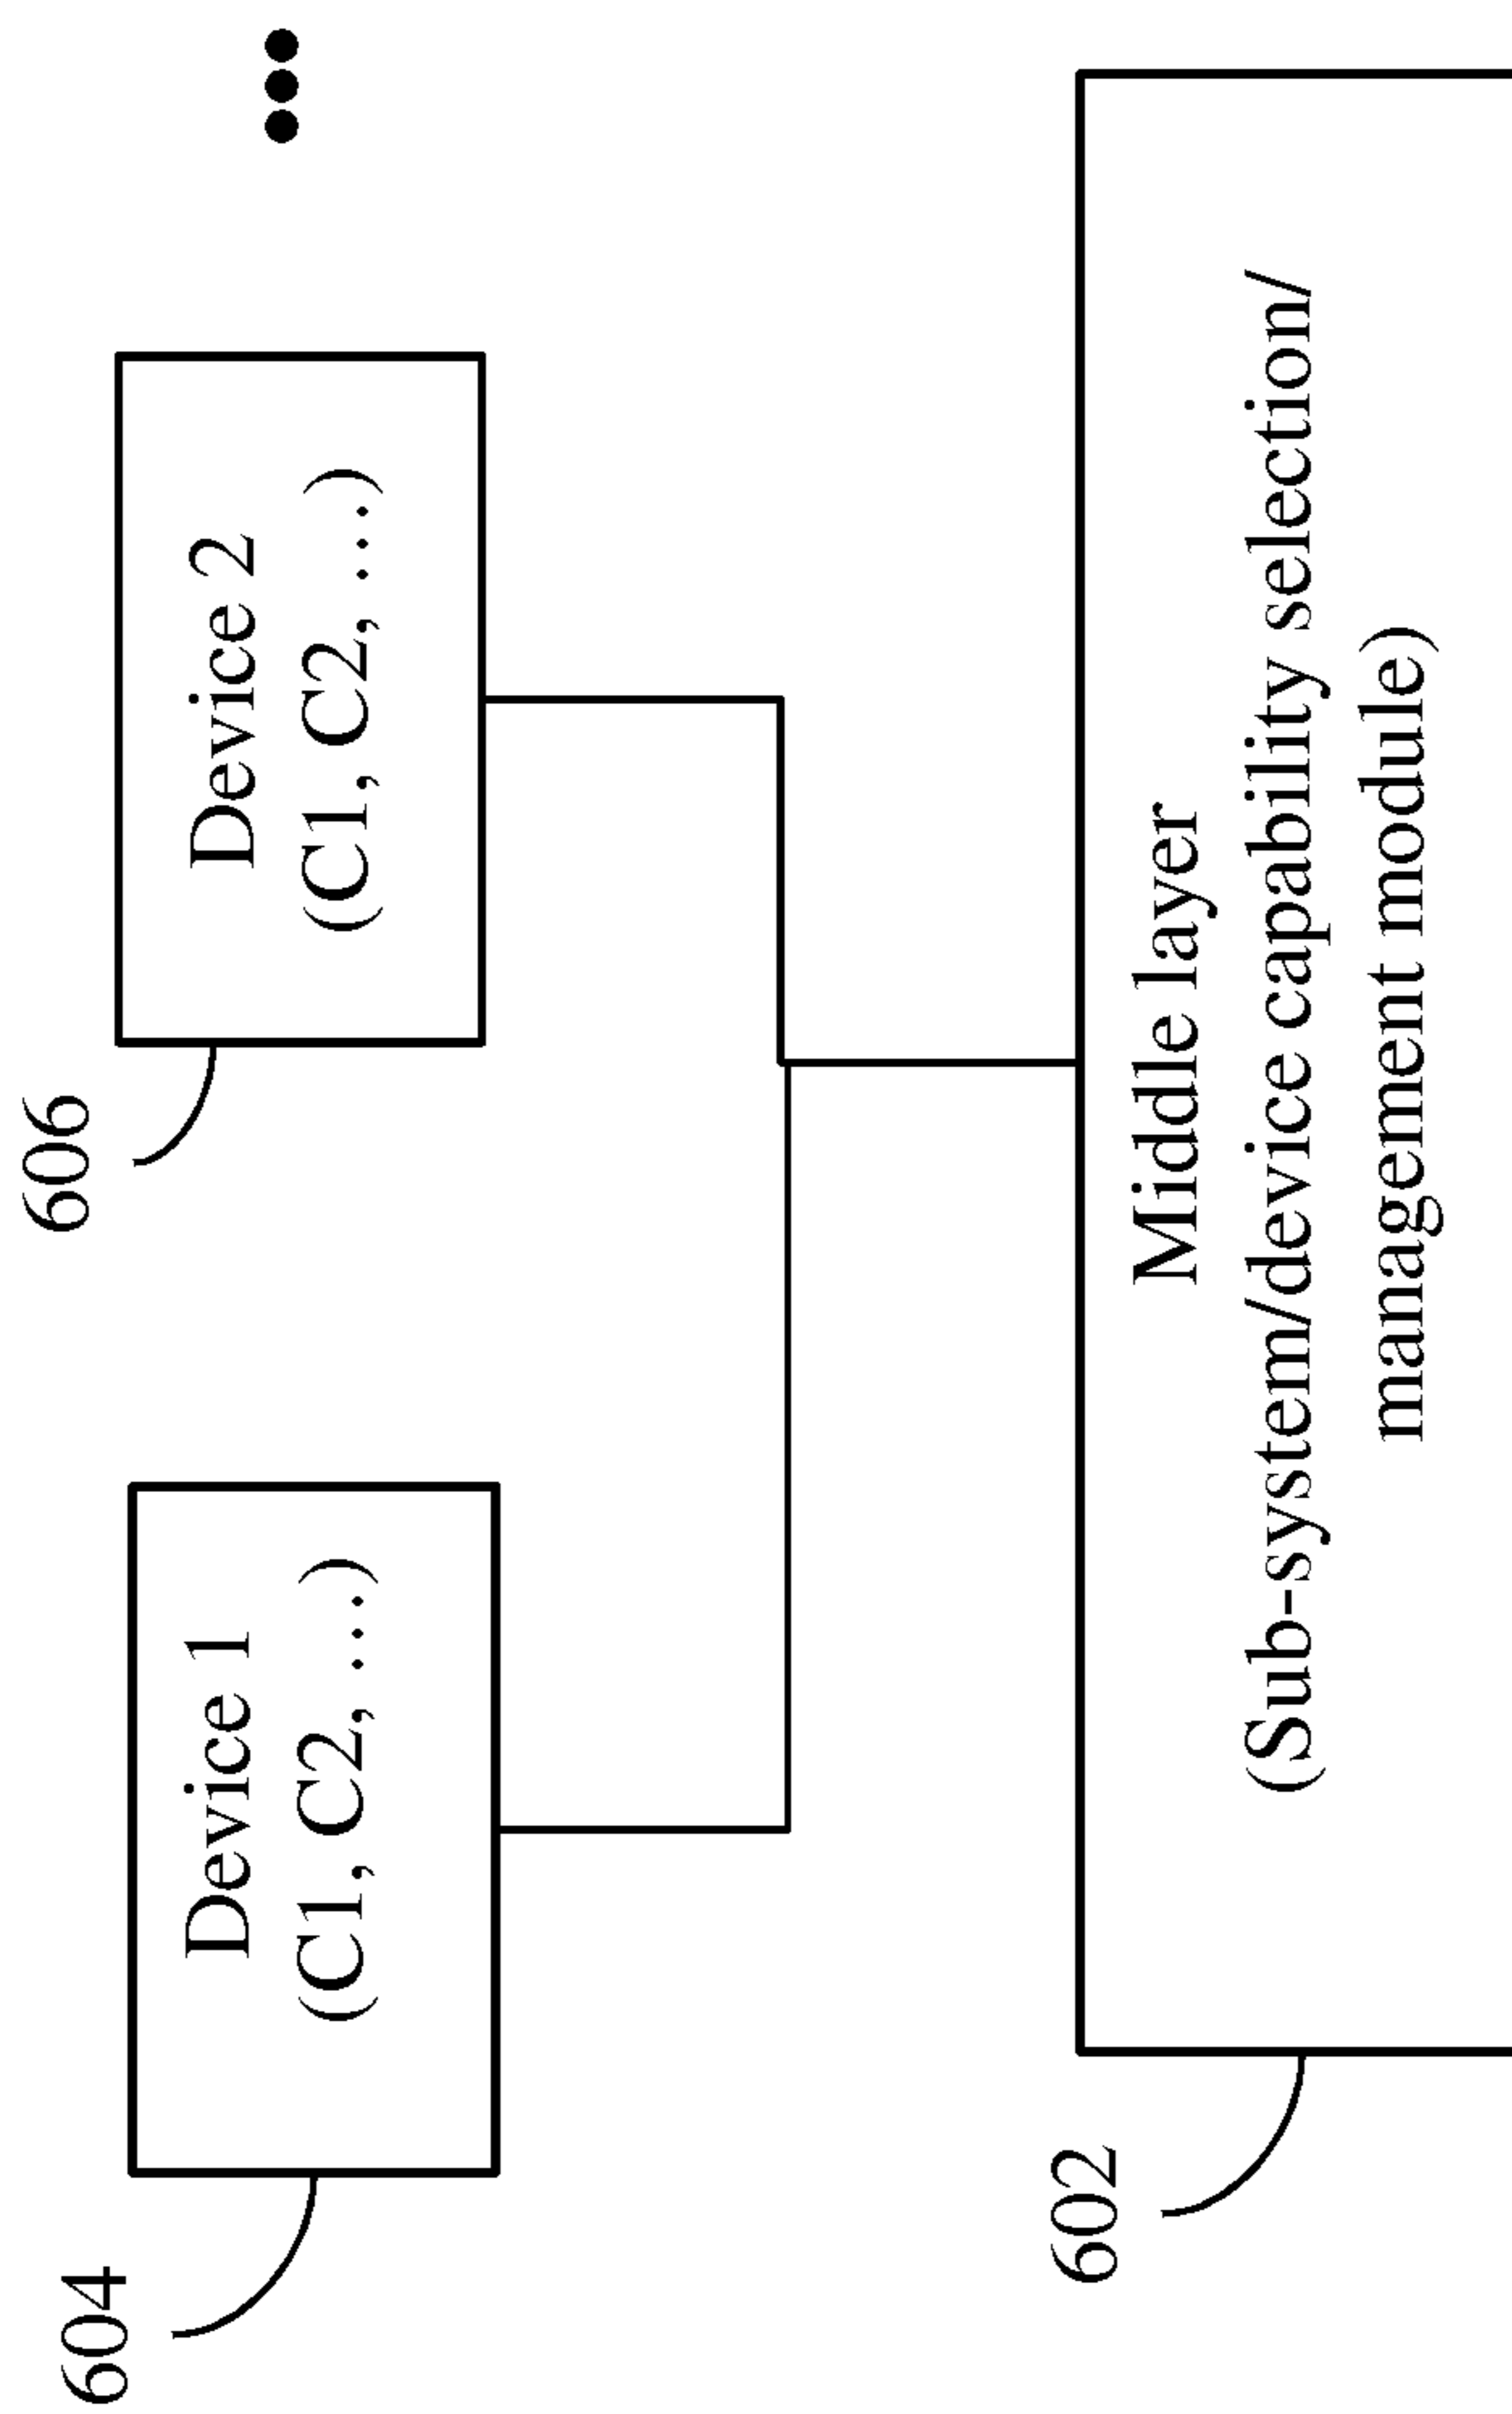 604
Device 1
(C1, C2, ...)
606
Device 2
(C1, C2, ...)
602
Middle layer
(Sub-system/device capability selection/
management module)